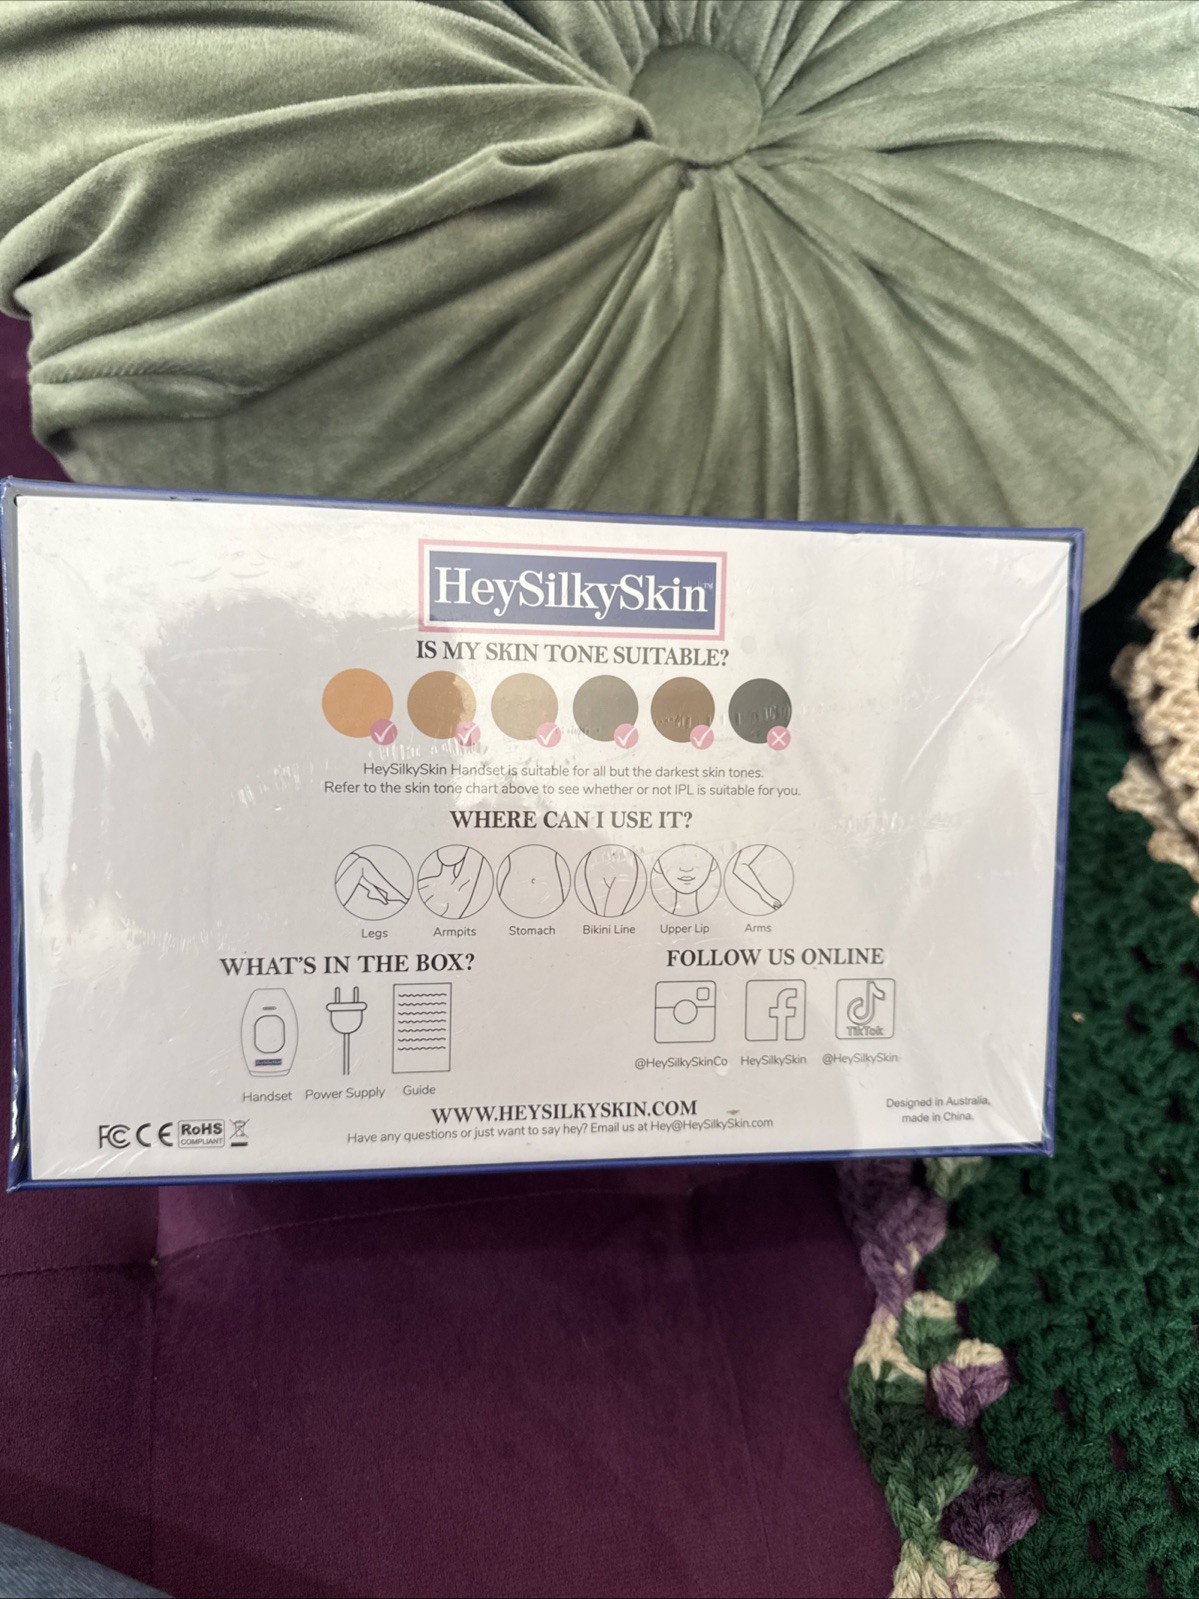 HeySilkySkin™
IS MY SKIN TONE SUITABLE?
HeySilkySkin Handset is suitable for all but the darkest skin tones.
Refer to the skin tone chart above to see whether or not IPL is suitable for you.
WHERE CAN I USE IT?
Legs Armpits Stomach Bikini Line Upper Lip Arms
WHAT'S IN THE BOX?
Handset Power Supply Guide
FOLLOW US ONLINE
TikTok
@HeySilkySkinCo HeySilkySkin @HeySilkySkin
FC CE RoHS
COMPLIANT
WWW.HEYSILKYSKIN.COM
Have any questions or just want to say hey? Email us at Hey@HeySilkySkin.com
Designed in Australia,
made in China.